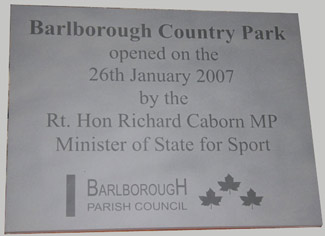 Barlborough Country Park
opened on the
26th January 2007
by the
Rt. Hon Richard Caborn MP
Minister of State for Sport
BARLBOROUGH
PARISH COUNCIL